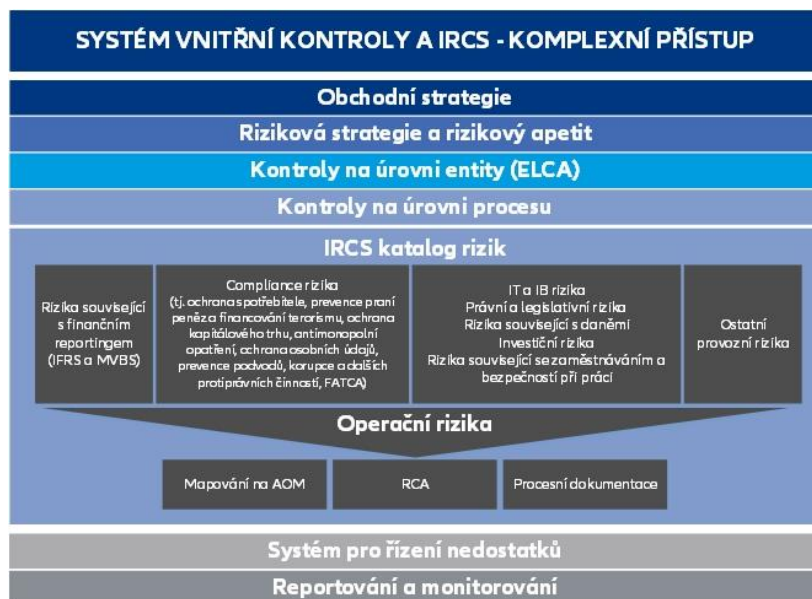 SYSTÉM VNITŘNÍ KONTROLY A IRCS - KOMPLEXNÍ PŘÍSTUP
Obchodní strategie
Riziková strategie a rizikový apetit
Kontroly na úrovni entity (ELCA)
Kontroly na úrovni procesu
IRCS katalog rizik
Rizika související
s finančním
reportingem
(IFRS a MVBS)
Compliance rizika
(tj. ochrana spotřebitele, prevence praní
peněz a financování terorismu, ochrana
kapitálového trhu, antimonopolní
opatření, ochrana osobních údajů,
prevence podvodů, korupce a dalších
protiprávních činností, FATCA)
IT a IB rizika
Právní a legislativní rizika
Rizika související s daněmi
Investiční rizika
Rizika související se zaměstnáváním a
bezpečností při práci
Ostatní
provozní rizika
Operační rizika
Mapování na AOM
RCA
Procesní dokumentace
Systém pro řízení nedostatků
Reportování a monitorování